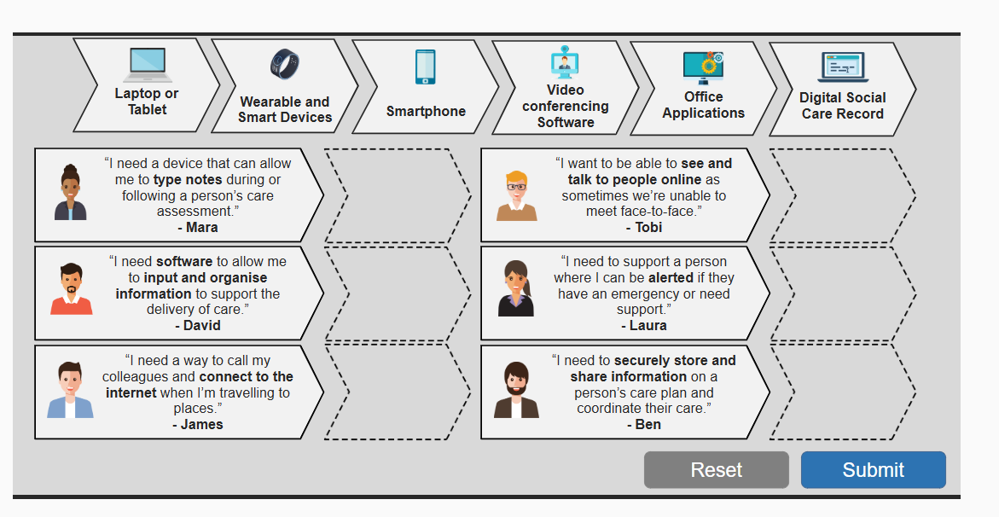 Laptop or
Tablet
Wearable and
Smart Devices
Smartphone
Video
conferencing
Software
Office
Applications
Digital Social
Care Record
“I need a device that can allow
me to type notes during or
following a person’s care
assessment.”
- Mara
“I want to be able to see and
talk to people online as
sometimes we’re unable to
meet face-to-face.”
- Tobi
“I need software to allow me
to input and organise
information to support the
delivery of care.”
- David
“I need to support a person
where I can be alerted if they
have an emergency or need
support.”
- Laura
“I need a way to call my
colleagues and connect to the
internet when I’m travelling to
places.”
- James
“I need to securely store and
share information on a
person’s care plan and
coordinate their care.”
- Ben
Reset
Submit